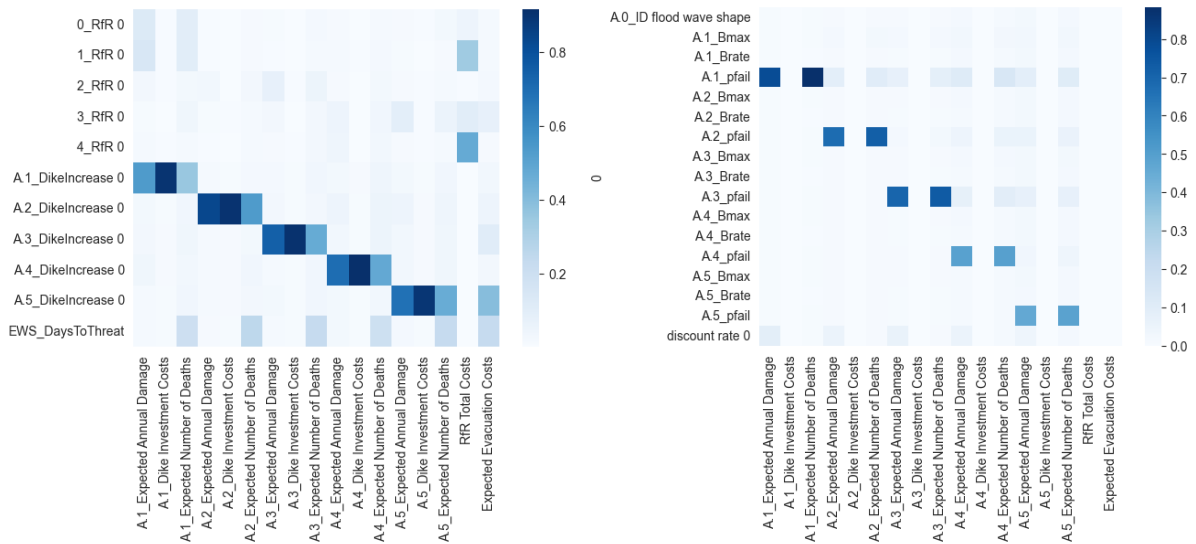 0_RfR 0
1_RfR 0
2_RfR 0
3_RfR 0
4_RfR 0
A.1_DikeIncrease 0
A.2_DikeIncrease 0
A.3_DikeIncrease 0
A.4_DikeIncrease 0
A.5_DikeIncrease 0
EWS_DaysToThreat
A.1_Expected Annual Damage
A.1_Dike Investment Costs
A.1_Expected Number of Deaths
A.2_Expected Annual Damage
A.2_Dike Investment Costs
A.2_Expected Number of Deaths
A.3_Expected Annual Damage
A.3_Dike Investment Costs
A.3_Expected Number of Deaths
A.4_Expected Annual Damage
A.4_Dike Investment Costs
A.4_Expected Number of Deaths
A.5_Expected Annual Damage
A.5_Dike Investment Costs
A.5_Expected Number of Deaths
RfR Total Costs
Expected Evacuation Costs
0.8
0.6
0.4
0.2
0
A.0_ID flood wave shape
A.1_Bmax
A.1_Brate
A.1_pfail
A.2_Bmax
A.2_Brate
A.2_pfail
A.3_Bmax
A.3_Brate
A.3_pfail
A.4_Bmax
A.4_Brate
A.4_pfail
A.5_Bmax
A.5_Brate
A.5_pfail
discount rate 0
A.1_Expected Annual Damage
A.1_Dike Investment Costs
A.1_Expected Number of Deaths
A.2_Expected Annual Damage
A.2_Dike Investment Costs
A.2_Expected Number of Deaths
A.3_Expected Annual Damage
A.3_Dike Investment Costs
A.3_Expected Number of Deaths
A.4_Expected Annual Damage
A.4_Dike Investment Costs
A.4_Expected Number of Deaths
A.5_Expected Annual Damage
A.5_Dike Investment Costs
A.5_Expected Number of Deaths
RfR Total Costs
Expected Evacuation Costs
0.8
0.7
0.6
0.5
0.4
0.3
0.2
0.1
0.0